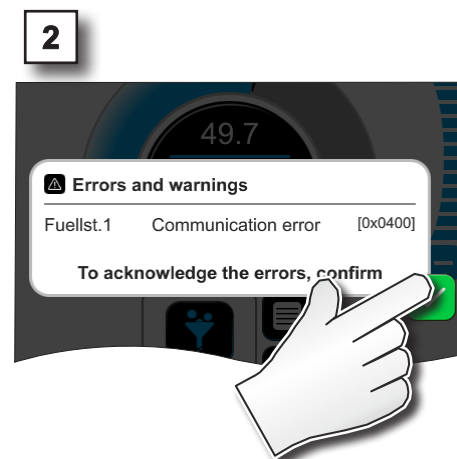 2
49.7
Errors and warnings
Fuellst.1 Communication error [0x0400]
To acknowledge the errors, confirm